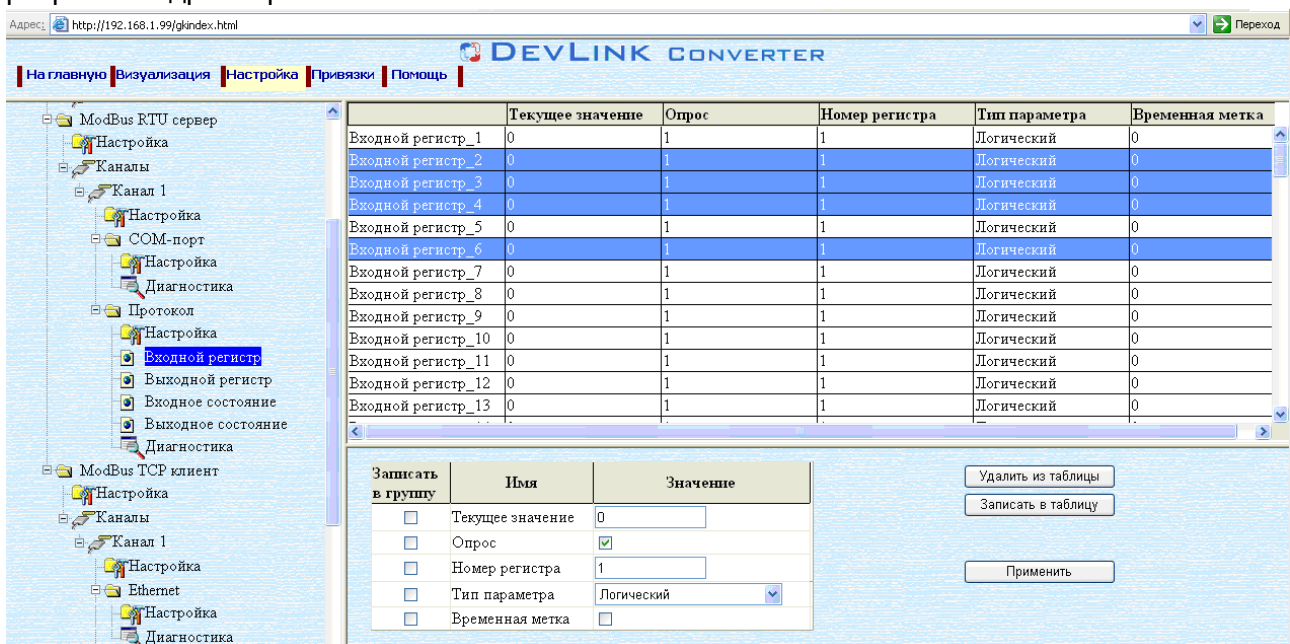 Адрес: http://192.168.1.99/gkindex.html Переход
DEVLINK CONVERTER
На главную Визуализация Настройка Привязки Помощь
ModBus RTU сервер
Настройка
Каналы
Канал 1
Настройка
COM-порт
Настройка
Диагностика
Протокол
Настройка
Входной регистр
Выходной регистр
Входное состояние
Выходное состояние
Диагностика
ModBus TCP клиент
Настройка
Каналы
Канал 1
Настройка
Ethernet
Настройка
Диагностика
Текущее значение Опрос Номер регистра Тип параметра Временная метка
Входной регистр_1 0 1 1 Логический 0
Входной регистр_2 0 1 1 Логический 0
Входной регистр_3 0 1 1 Логический 0
Входной регистр_4 0 1 1 Логический 0
Входной регистр_5 0 1 1 Логический 0
Входной регистр_6 0 1 1 Логический 0
Входной регистр_7 0 1 1 Логический 0
Входной регистр_8 0 1 1 Логический 0
Входной регистр_9 0 1 1 Логический 0
Входной регистр_10 0 1 1 Логический 0
Входной регистр_11 0 1 1 Логический 0
Входной регистр_12 0 1 1 Логический 0
Входной регистр_13 0 1 1 Логический 0
Записать в группу Имя Значение
Текущее значение 0
Опрос
Номер регистра 1
Тип параметра Логический
Временная метка
Удалить из таблицы
Записать в таблицу
Применить